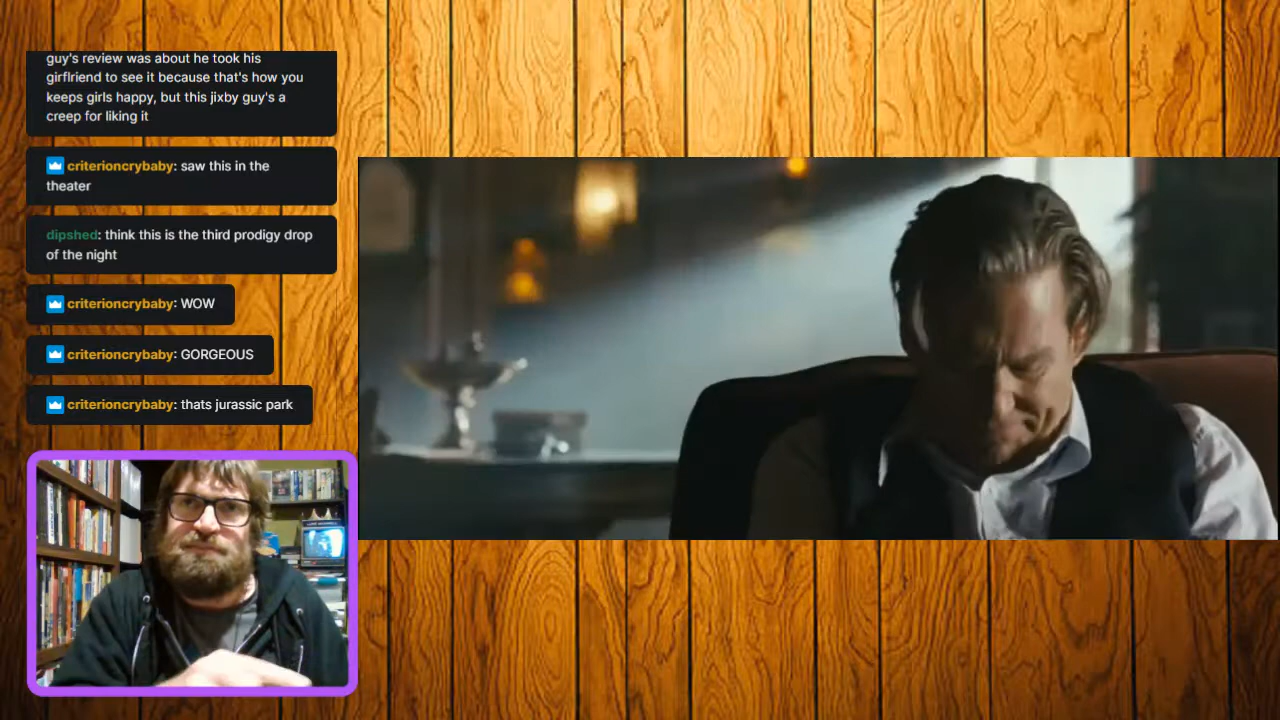 guy's review was about he took his
girflriend to see it because that's how you
keeps girls happy, but this jixby guy's a
creep for liking it
criterioncrybaby: saw this in the
theater
dipshed: think this is the third prodigy drop
of the night
criterioncrybaby: WOW
criterioncrybaby: GORGEOUS
criterioncrybaby: thats jurassic park